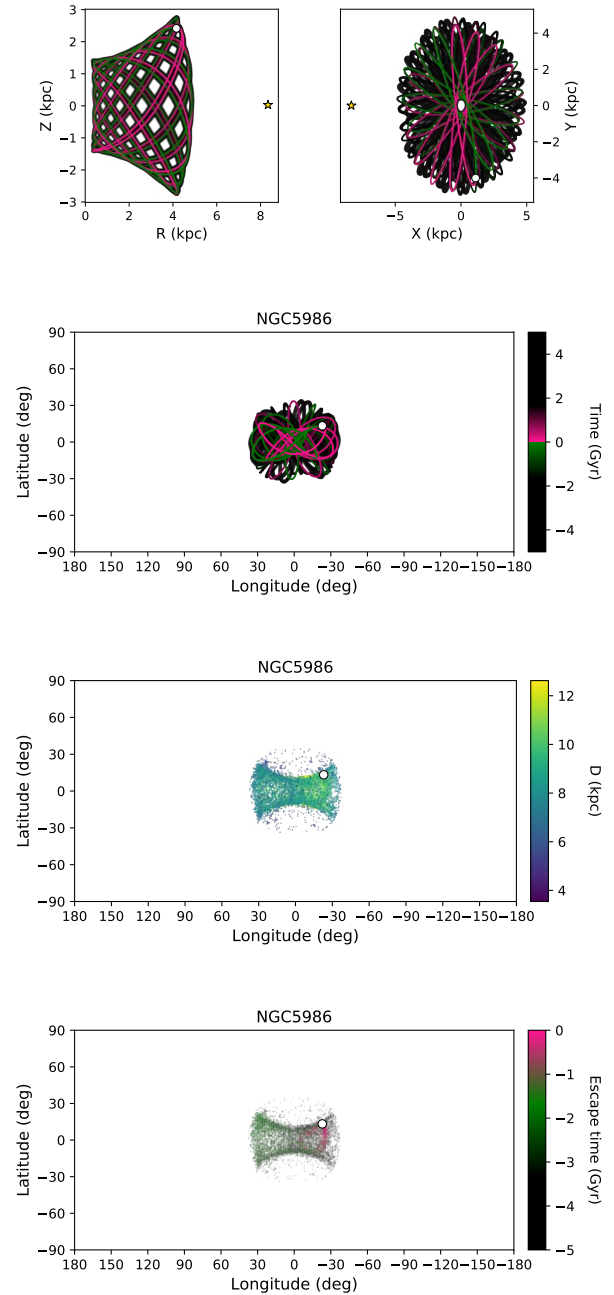 3
2
1
0
−1
−2
−3
Z (kpc)
0 2 4 6 8
R (kpc)
−5 0 5
X (kpc)
4
2
0
−2
−4
Y (kpc)
NGC5986
90
60
30
0
−30
−60
−90
Latitude (deg)
180 150 120 90 60 30 0 −30 −60 −90 −120 −150 −180
Longitude (deg)
4
2
0
−2
−4
Time (Gyr)
NGC5986
90
60
30
0
−30
−60
−90
Latitude (deg)
180 150 120 90 60 30 0 −30 −60 −90 −120 −150 −180
Longitude (deg)
12
10
8
6
4
D (kpc)
NGC5986
90
60
30
0
−30
−60
−90
Latitude (deg)
180 150 120 90 60 30 0 −30 −60 −90 −120 −150 −180
Longitude (deg)
0
−1
−2
−3
−4
−5
Escape time (Gyr)